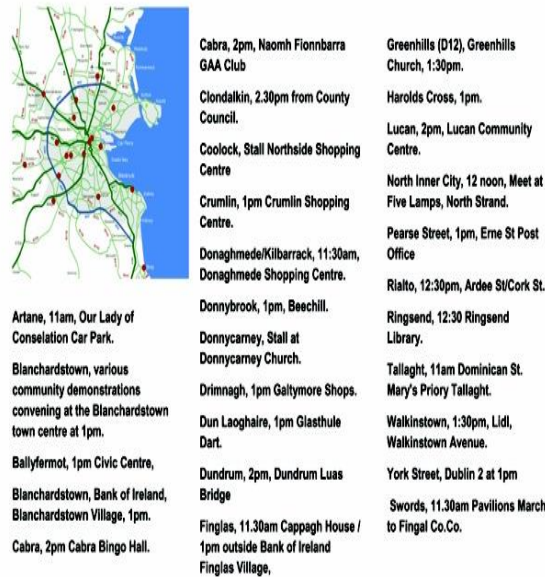 Artane, 11am, Our Lady of
Conselation Car Park.
Blanchardstown, various
community demonstrations
convening at the Blanchardstown
town centre at 1pm.
Ballyfermot, 1pm Civic Centre,
Blanchardstown, Bank of Ireland,
Blanchardstown Village, 1pm.
Cabra, 2pm Cabra Bingo Hall.
Cabra, 2pm, Naomh Fionnbarra
GAA Club
Clondalkin, 2.30pm from County
Council.
Coolock, Stall Northside Shopping
Centre
Crumlin, 1pm Crumlin Shopping
Centre.
Donaghmede/Kilbarrack, 11:30am,
Donaghmede Shopping Centre.
Donnybrook, 1pm, Beechill.
Donnycarney, Stall at
Donnycarney Church.
Drimnagh, 1pm Galtymore Shops.
Dun Laoghaire, 1pm Glasthule
Dart.
Dundrum, 2pm, Dundrum Luas
Bridge
Finglas, 11.30am Cappagh House /
1pm outside Bank of Ireland
Finglas Village,
Greenhills (D12), Greenhills
Church, 1:30pm.
Harolds Cross, 1pm.
Lucan, 2pm, Lucan Community
Centre.
North Inner City, 12 noon, Meet at
Five Lamps, North Strand.
Pearse Street, 1pm, Erne St Post
Office
Rialto, 12:30pm, Ardee St/Cork St.
Ringsend, 12:30 Ringsend
Library.
Tallaght, 11am Dominican St.
Mary's Priory Tallaght.
Walkinstown, 1:30pm, Lidl,
Walkinstown Avenue.
York Street, Dublin 2 at 1pm
Swords, 11.30am Pavilions March
to Fingal Co.Co.